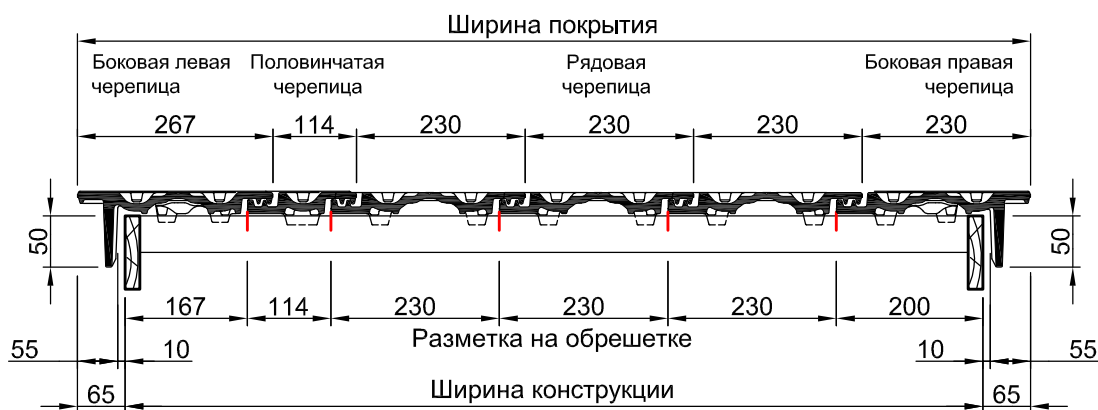 Ширина покрытия
Боковая левая
черепица
Половинчатая
черепица
Рядовая
черепица
Боковая правая
черепица
267 114 230 230 230 230
50 50
167 114 230 230 230 200
Разметка на обрешетке
55 10 10 55
65 Ширина конструкции 65